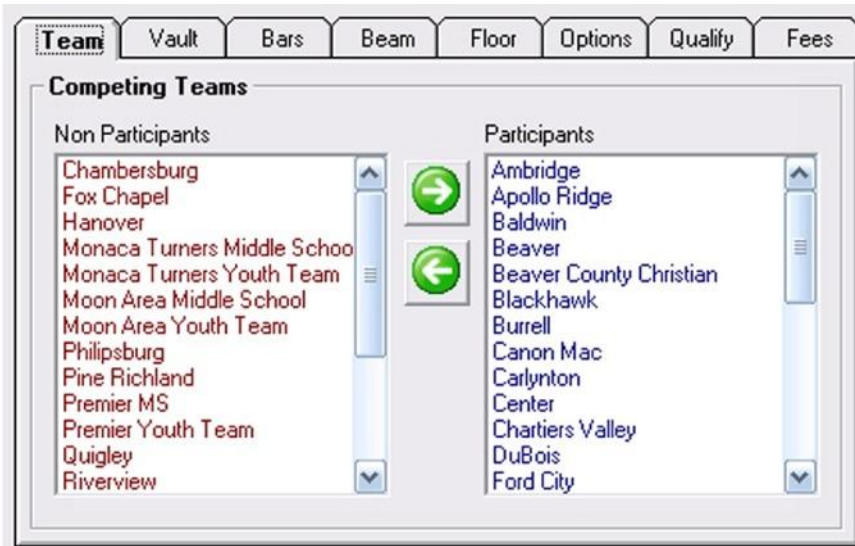 Team Vault Bars Beam Floor Options Qualify Fees
Competing Teams
Non Participants
Chambersburg
Fox Chapel
Hanover
Monaca Turners Middle Schoo
Monaca Turners Youth Team
Moon Area Middle School
Moon Area Youth Team
Philipsburg
Pine Richland
Premier MS
Premier Youth Team
Quigley
Riverview
Participants
Ambridge
Apollo Ridge
Baldwin
Beaver
Beaver County Christian
Blackhawk
Burrell
Canon Mac
Carlynton
Center
Chartiers Valley
DuBois
Ford City